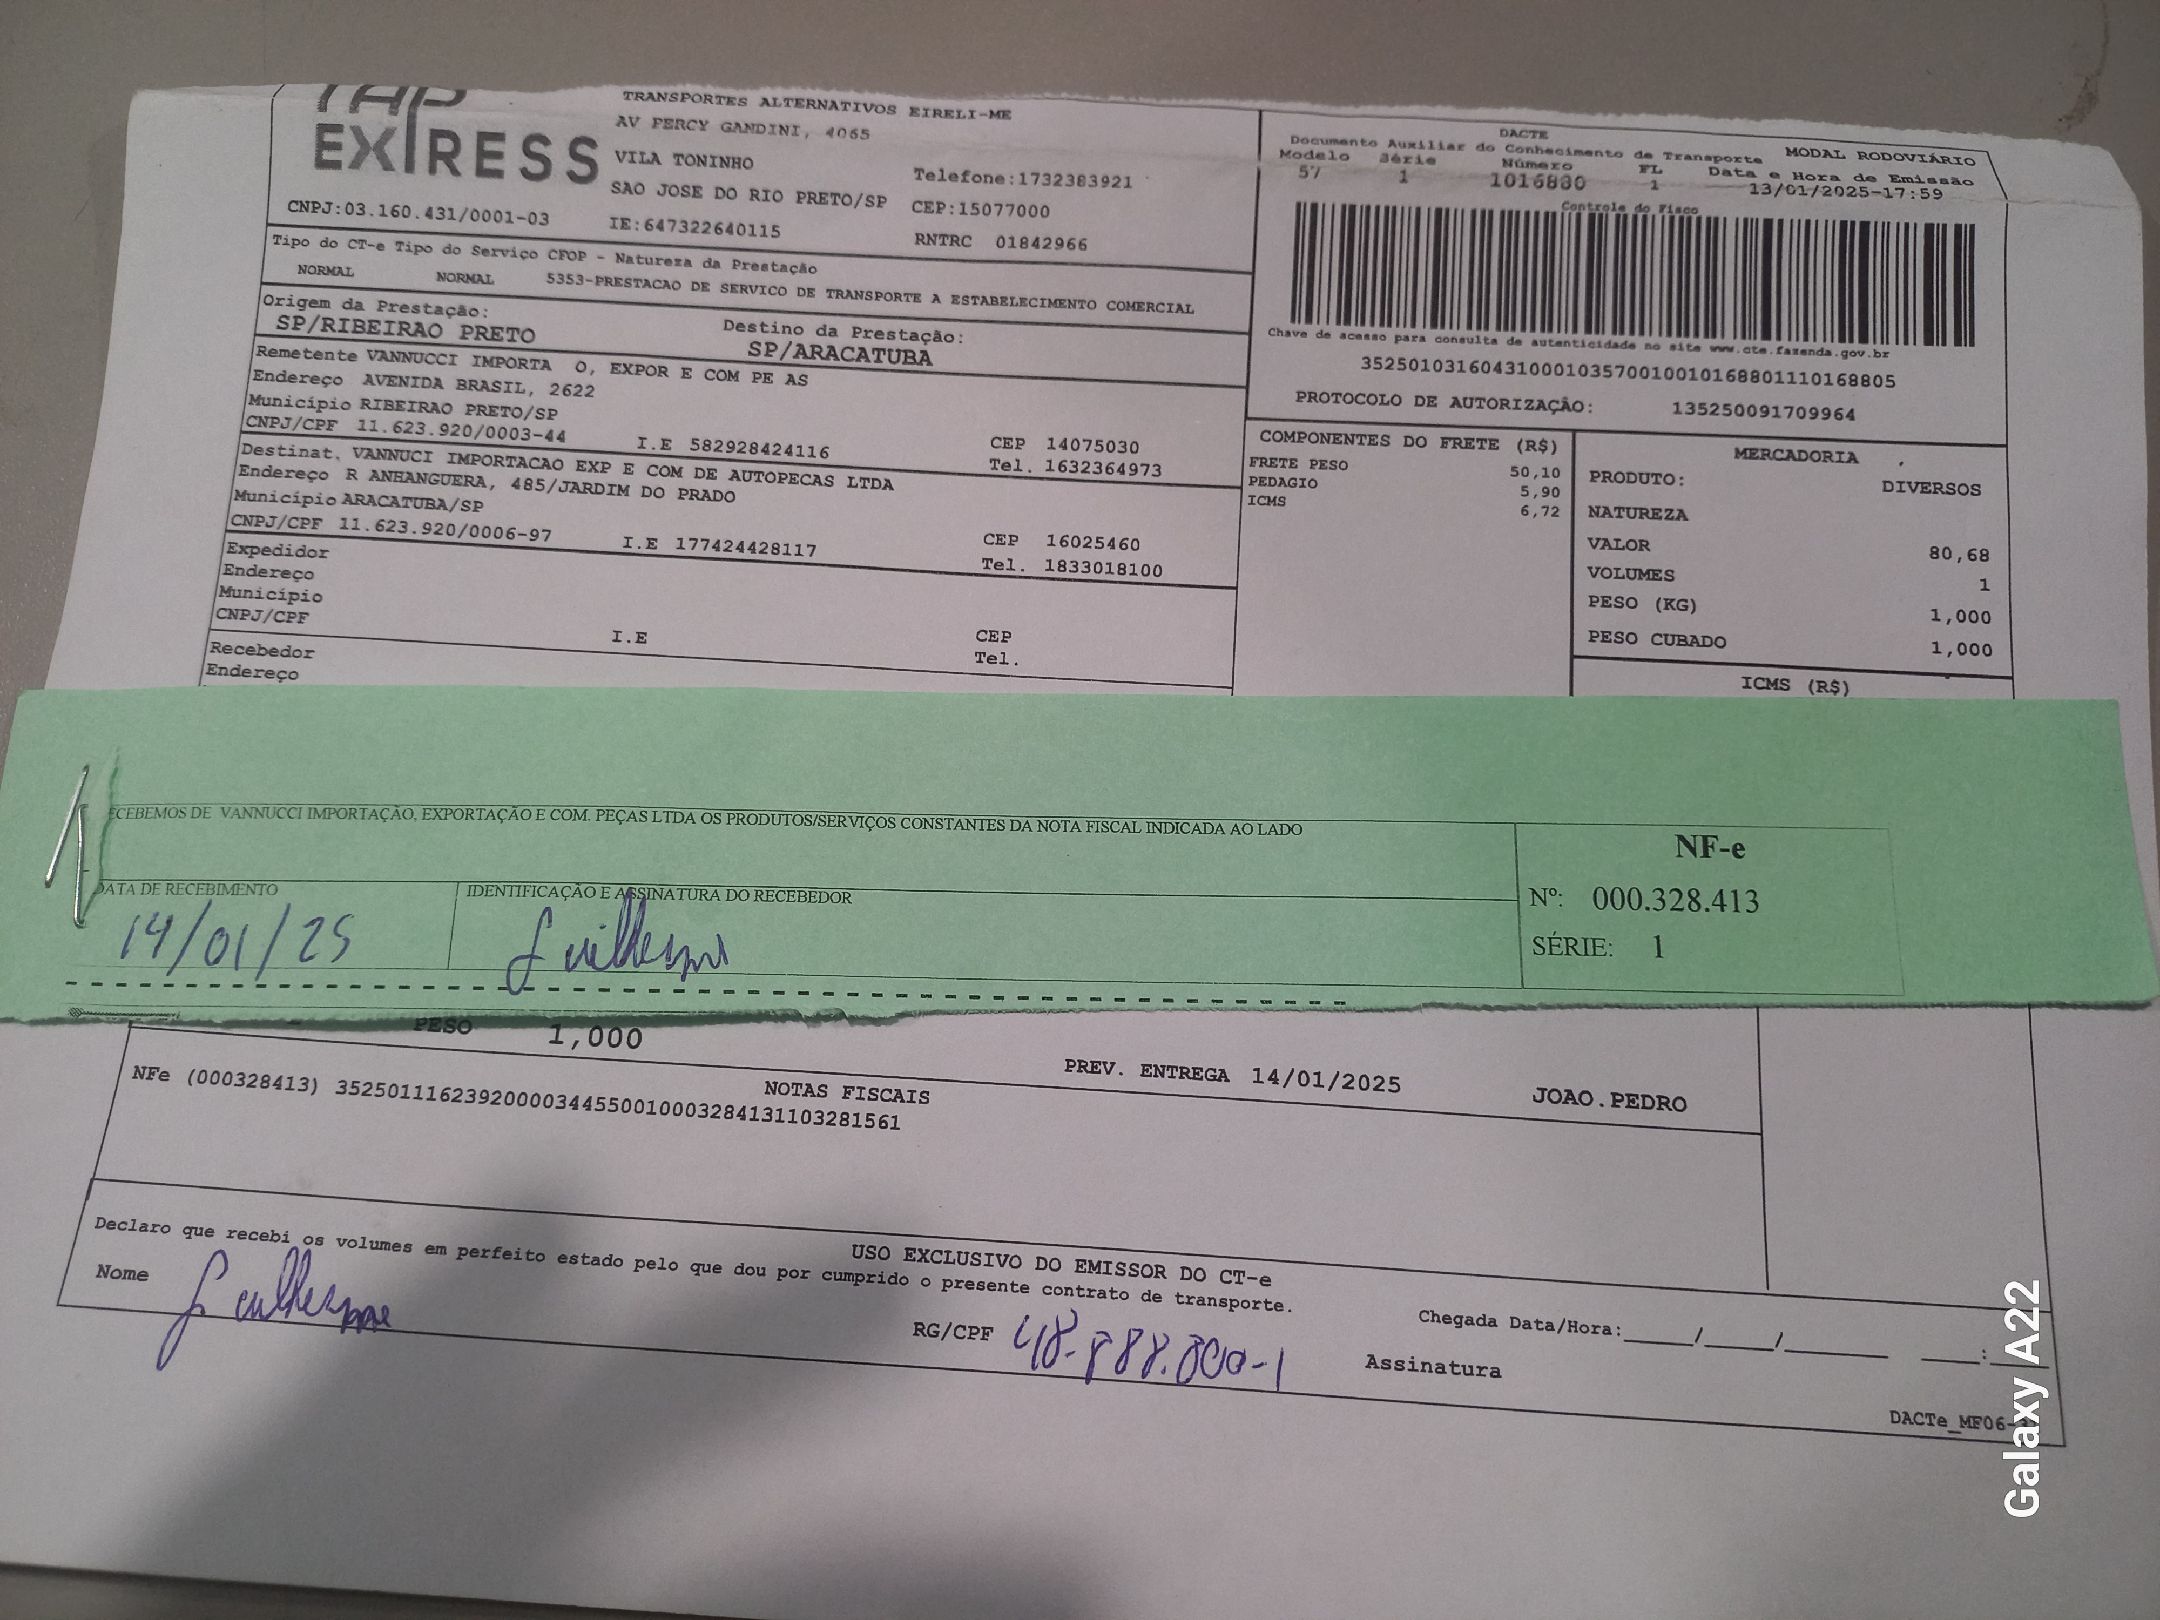 TAP
EXPRESS
TRANSPORTES ALTERNATIVOS EIRELI-ME
AV PERCY GANDINI, 4065
VILA TONINHO
Telefone:1732383921
SAO JOSE DO RIO PRETO/SP CEP:15077000
CNPJ:03.160.431/0001-03 IE:647322640115 RNTRC 01842966
DACTE
Documento Auxiliar do Conhecimento de Transporte MODAL RODOVIÁRIO
Modelo Série Número FL Data e Hora de Emissão
57 1 1016880 1 13/01/2025-17:59
Controle do Fisco
Chave de acesso para consulta de autenticidade no site www.cte.fazenda.gov.br
35250103160431000103570010010168801110168805
PROTOCOLO DE AUTORIZAÇÃO: 135250091709964
Tipo do CT-e Tipo do Serviço CFOP - Natureza da Prestação
NORMAL NORMAL 5353-PRESTACAO DE SERVICO DE TRANSPORTE A ESTABELECIMENTO COMERCIAL
Origem da Prestação: Destino da Prestação:
SP/RIBEIRAO PRETO SP/ARACATUBA
Remetente VANNUCCI IMPORTA O, EXPOR E COM PE AS
Endereço AVENIDA BRASIL, 2622
Município RIBEIRAO PRETO/SP CEP 14075030
CNPJ/CPF 11.623.920/0003-44 I.E 582928424116 Tel. 1632364973
Destinat. VANNUCI IMPORTACAO EXP E COM DE AUTOPECAS LTDA
Endereço R ANHANGUERA, 485/JARDIM DO PRADO
Município ARACATUBA/SP CEP 16025460
CNPJ/CPF 11.623.920/0006-97 I.E 177424428117 Tel. 1833018100
Expedidor
Endereço
Município CEP
CNPJ/CPF I.E Tel.
Recebedor
Endereço
COMPONENTES DO FRETE (R$)
FRETE PESO 50,10
PEDAGIO 5,90
ICMS 6,72
MERCADORIA
PRODUTO: DIVERSOS
NATUREZA
VALOR 80,68
VOLUMES 1
PESO (KG) 1,000
PESO CUBADO 1,000
ICMS (R$)
ECEBEMOS DE VANNUCCI IMPORTAÇÃO, EXPORTAÇÃO E COM. PEÇAS LTDA OS PRODUTOS/SERVIÇOS CONSTANTES DA NOTA FISCAL INDICADA AO LADO
DATA DE RECEBIMENTO IDENTIFICAÇÃO E ASSINATURA DO RECEBEDOR
14/01/25 Guilherme
NF-e
Nº: 000.328.413
SÉRIE: 1
PESO 1,000
PREV. ENTREGA 14/01/2025 JOAO.PEDRO
NOTAS FISCAIS
NFe (000328413) 35250111623920000344550010003284131103281561
USO EXCLUSIVO DO EMISSOR DO CT-e
Declaro que recebi os volumes em perfeito estado pelo que dou por cumprido o presente contrato de transporte.
Nome Guilherme RG/CPF 48.888.800-1 Chegada Data/Hora:_____/_____/_______ ____:____
Assinatura
DACTe_MF06-
Galaxy A22